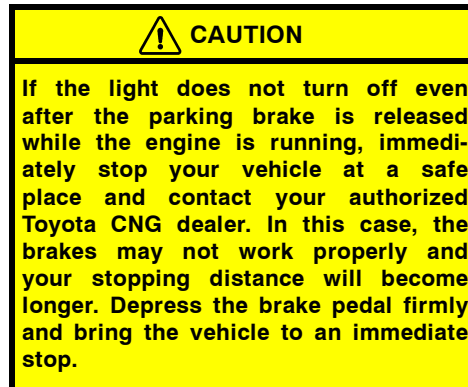 CAUTION
If the light does not turn off even
after the parking brake is released
while the engine is running, immedi-
ately stop your vehicle at a safe
place and contact your authorized
Toyota CNG dealer. In this case, the
brakes may not work properly and
your stopping distance will become
longer. Depress the brake pedal firmly
and bring the vehicle to an immediate
stop.